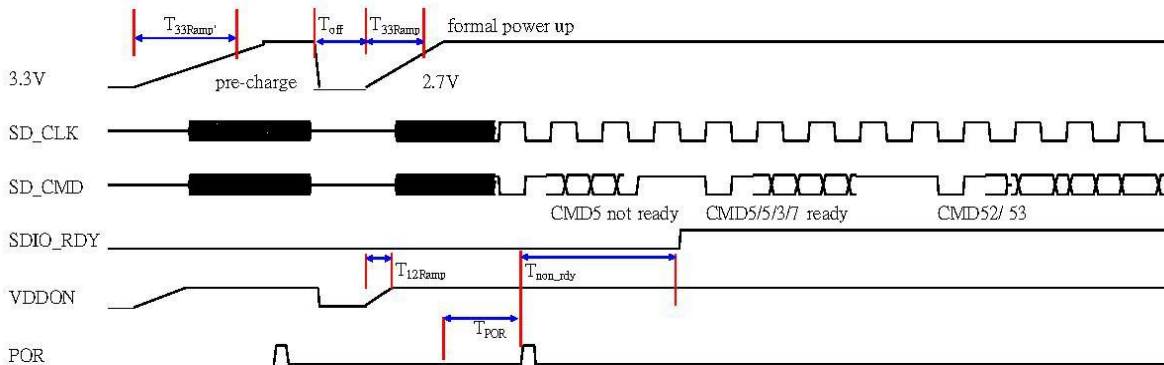 T33Ramp' Toff T33Ramp formal power up
3.3V pre-charge 2.7V
SD_CLK
SD_CMD
CMD5 not ready CMD5/5/3/7 ready CMD52/ 53
SDIO_RDY
T12Ramp Tnon_rdy
VDDON
TPOR
POR